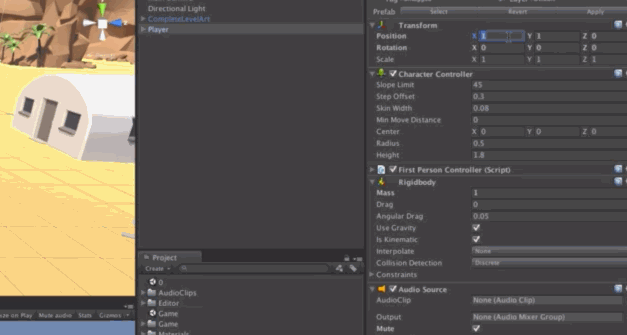 Directional Light
CompleteLevelArt
Player
Prefab Select Revert Apply
Transform
Position X 1 Y 1 Z 0
Rotation X 0 Y 0 Z 0
Scale X 1 Y 1 Z 1
Character Controller
Slope Limit 45
Step Offset 0.3
Skin Width 0.08
Min Move Distance 0
Center X 0 Y 0 Z 0
Radius 0.5
Height 1.8
First Person Controller (Script)
Rigidbody
Mass 1
Drag 0
Angular Drag 0.05
Use Gravity
Is Kinematic
Interpolate None
Collision Detection Discrete
Constraints
Audio Source
AudioClip None (Audio Clip)
Output None (Audio Mixer Group)
Mute
Project
Create
0
AudioClips
Editor
Game
Game
Materials
on Play Mute audio Stats Gizmos